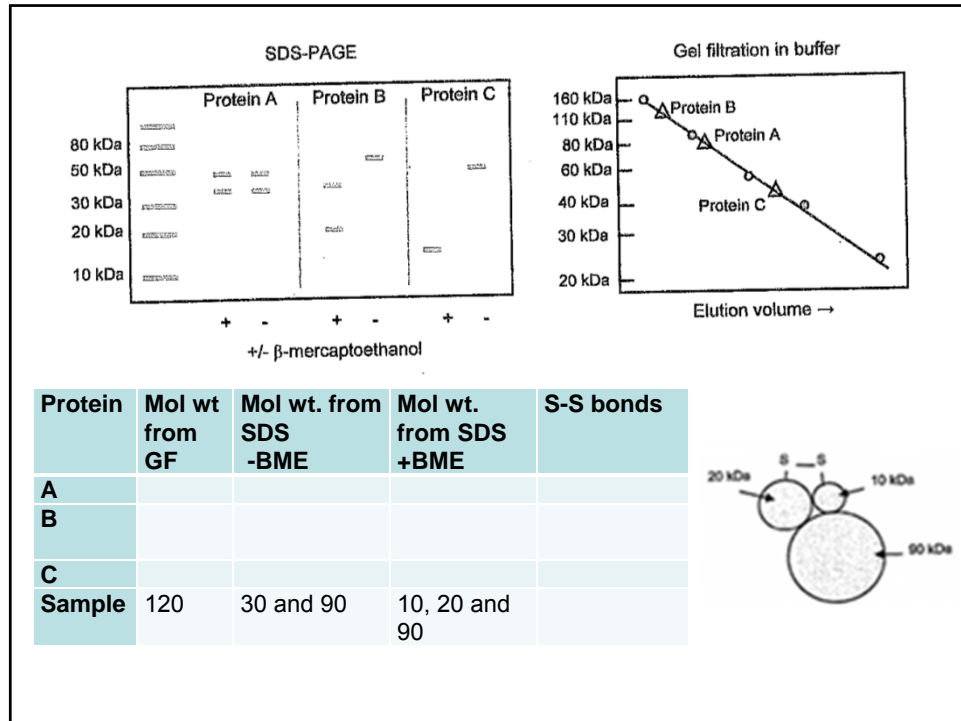 SDS-PAGE
Protein A Protein B Protein C
80 kDa
50 kDa
30 kDa
20 kDa
10 kDa
+ - + - + -
+/- β-mercaptoethanol
Gel filtration in buffer
160 kDa
110 kDa
80 kDa
60 kDa
40 kDa
30 kDa
20 kDa
Protein B
Protein A
Protein C
Elution volume →
Protein Mol wt from GF Mol wt. from SDS -BME Mol wt. from SDS +BME S-S bonds
A
B
C
Sample 120 30 and 90 10, 20 and 90
S — S
20 kDa
10 kDa
90 kDa